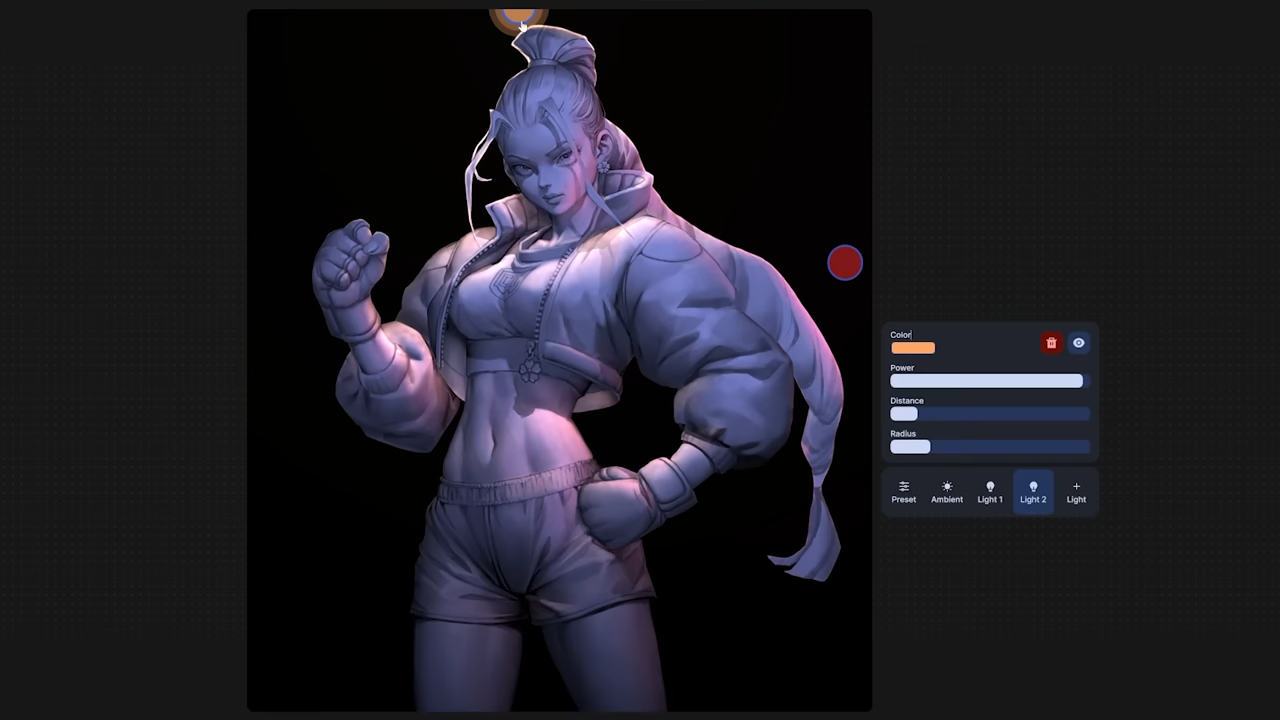 Color
Power
Distance
Radius
Preset Ambient Light 1 Light 2 Light